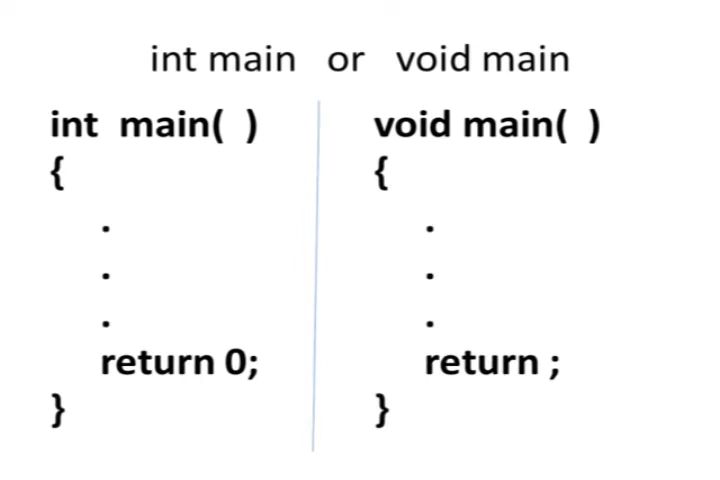 int main or void main
int main( )
{
.
.
.
return 0;
}
void main( )
{
.
.
.
return ;
}